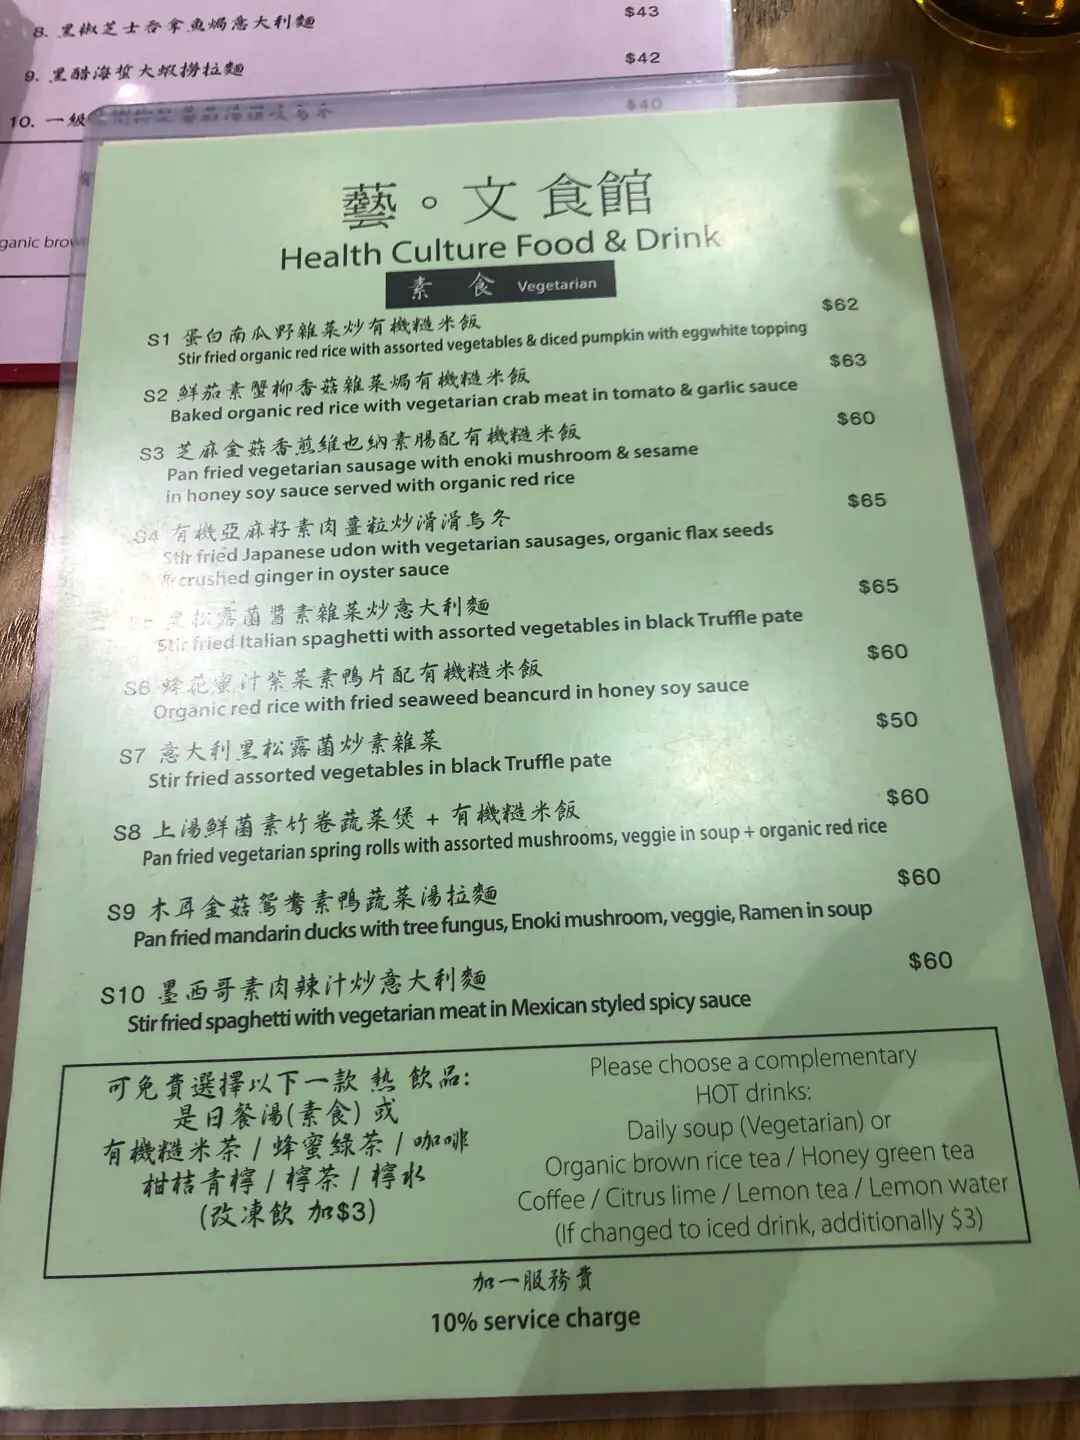 8. 黑椒芝士吞拿魚焗意大利麵 $43
9. 黑醋海蜇大蝦撈拉麵 $42
10. 一級 $40
ganic brow
藝。文食館
Health Culture Food & Drink
素 食 Vegetarian
S1 蛋白南瓜野雜菜炒有機糙米飯 $62
Stir fried organic red rice with assorted vegetables & diced pumpkin with eggwhite topping
S2 鮮茄素蟹柳香菇雜菜焗有機糙米飯 $63
Baked organic red rice with vegetarian crab meat in tomato & garlic sauce
S3 芝麻金菇香煎維也納素腸配有機糙米飯 $60
Pan fried vegetarian sausage with enoki mushroom & sesame
in honey soy sauce served with organic red rice
S4 有機亞麻籽素肉薑粒炒滑滑烏冬 $65
Stir fried Japanese udon with vegetarian sausages, organic flax seeds
& crushed ginger in oyster sauce
S5 黑松露菌醬素雜菜炒意大利麵 $65
Stir fried Italian spaghetti with assorted vegetables in black Truffle pate
S6 蜂花蜜汁紫菜素鴨片配有機糙米飯 $60
Organic red rice with fried seaweed beancurd in honey soy sauce
S7 意大利黑松露菌炒素雜菜 $50
Stir fried assorted vegetables in black Truffle pate
S8 上湯鮮菌素竹卷蔬菜煲 + 有機糙米飯 $60
Pan fried vegetarian spring rolls with assorted mushrooms, veggie in soup + organic red rice
S9 木耳金菇鴛鴦素鴨蔬菜湯拉麵 $60
Pan fried mandarin ducks with tree fungus, Enoki mushroom, veggie, Ramen in soup
S10 墨西哥素肉辣汁炒意大利麵 $60
Stir fried spaghetti with vegetarian meat in Mexican styled spicy sauce
可免費選擇以下一款 熱 飲品:
是日餐湯(素食) 或
有機糙米茶 / 蜂蜜綠茶 / 咖啡
柑桔青檸 / 檸茶 / 檸水
(改凍飲 加$3)
Please choose a complementary
HOT drinks:
Daily soup (Vegetarian) or
Organic brown rice tea / Honey green tea
Coffee / Citrus lime / Lemon tea / Lemon water
(If changed to iced drink, additionally $3)
加一服務費
10% service charge